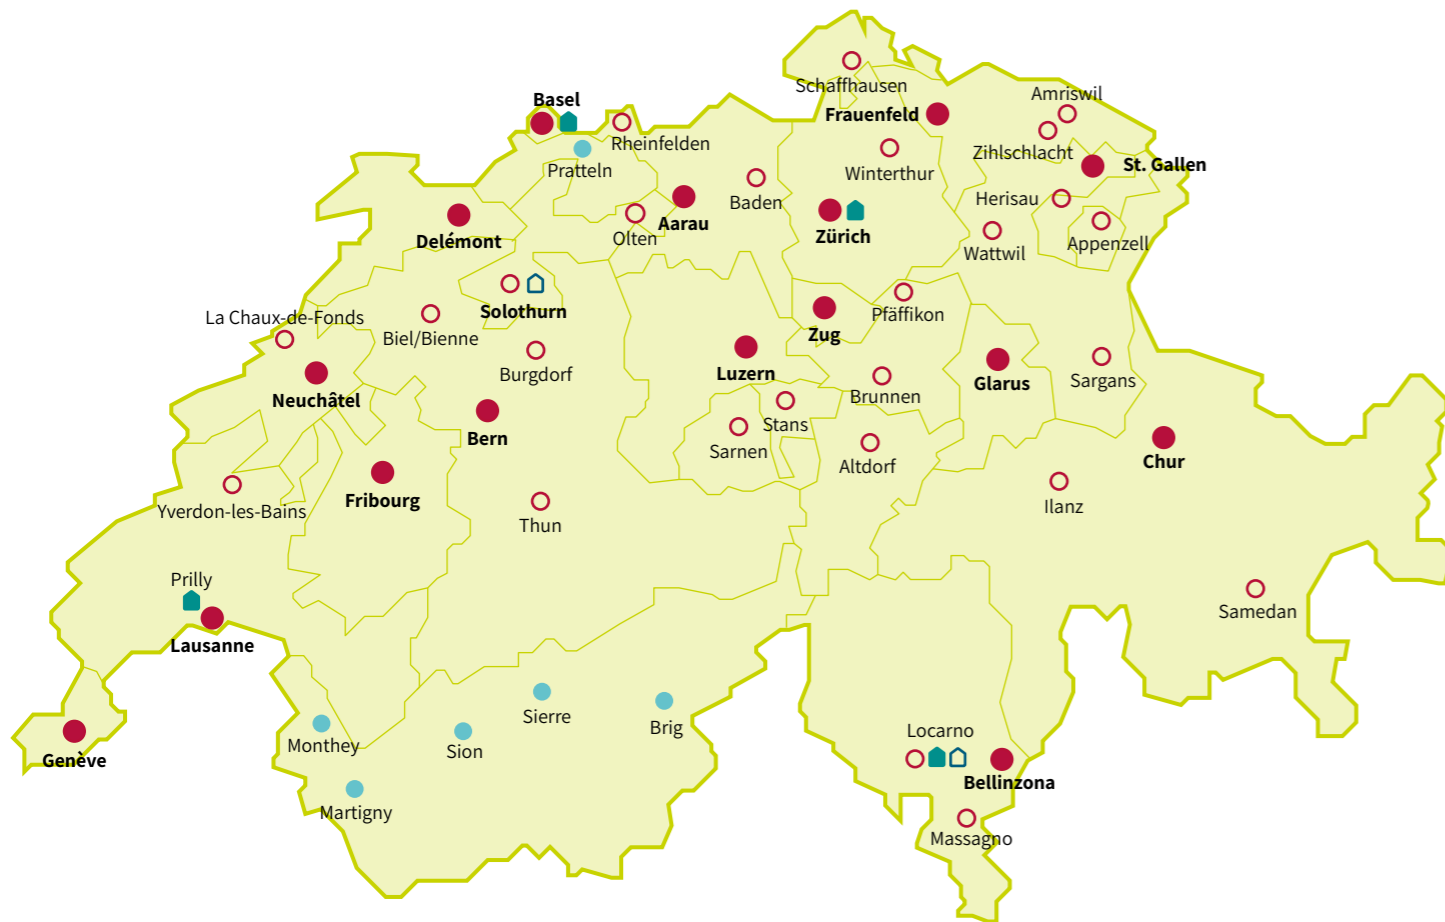 Schaffhausen
Amriswil
Basel
Frauenfeld
Rheinfelden
Zihlschlacht
Pratteln
Winterthur
St. Gallen
Baden
Herisau
Aarau
Olten
Zürich
Delémont
Appenzell
Wattwil
Solothurn
Pfäffikon
La Chaux-de-Fonds
Biel/Bienne
Zug
Burgdorf
Luzern
Glarus
Sargans
Neuchâtel
Brunnen
Stans
Bern
Sarnen
Altdorf
Chur
Fribourg
Ilanz
Yverdon-les-Bains
Thun
Prilly
Samedan
Lausanne
Sierre
Brig
Locarno
Monthey
Sion
Genève
Bellinzona
Martigny
Massagno